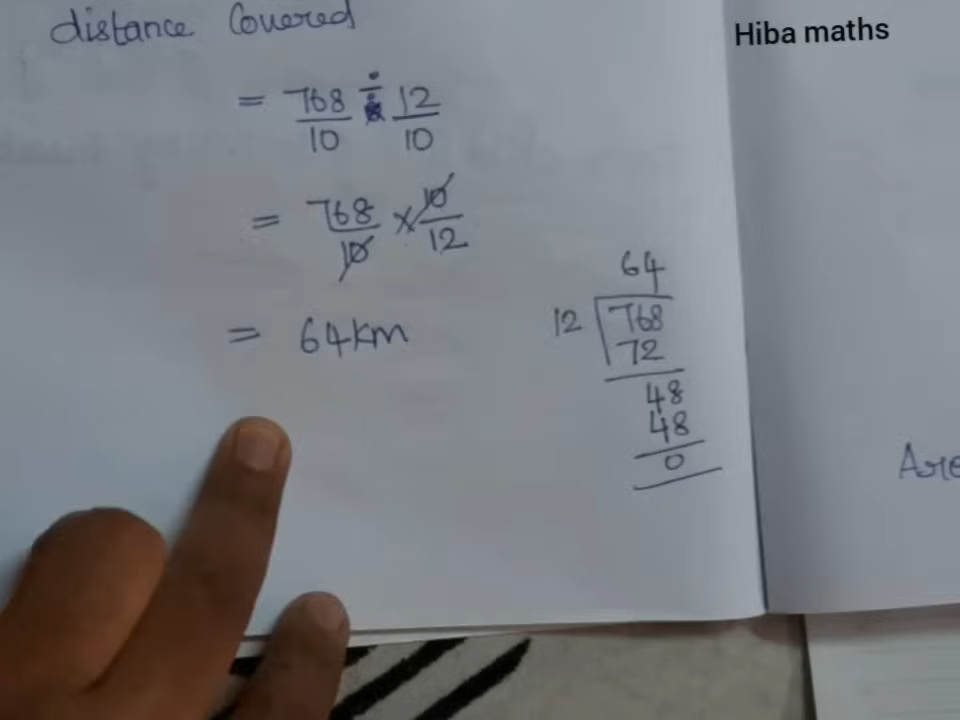 distance Covered
Hiba maths
= 768/10 ÷ 12/10
= 768/10 × 10/12
= 64km
64
12 768
72
48
48
0
Are